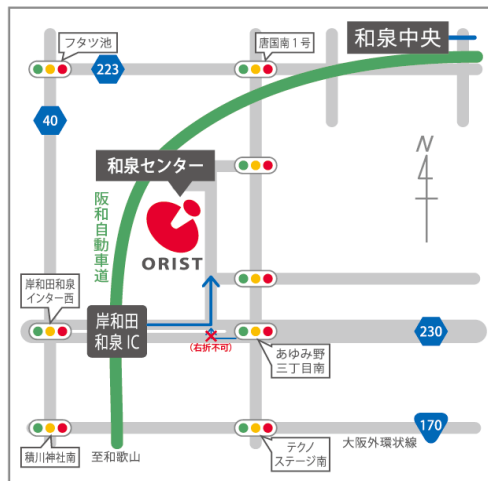 フタツ池
唐国南1号
和泉中央
223
40
N
和泉センター
阪和自動車道
ORIST
岸和田和泉
インター西
岸和田
和泉IC
(右折不可)
230
あゆみ野
三丁目南
170
積川神社南
至和歌山
テクノ
ステージ南
大阪外環状線